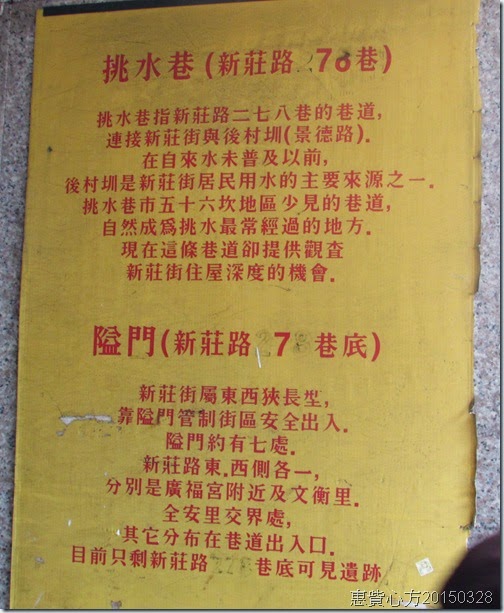 挑水巷(新莊路 278巷)
挑水巷指新莊路二七八巷的巷道,
連接新莊街與後村圳(景德路).
在自來水未普及以前,
後村圳是新莊街居民用水的主要來源之一.
挑水巷市五十六坎地區少見的巷道,
自然成爲挑水最常經過的地方.
現在這條巷道卻提供觀查
新莊街住屋深度的機會.
隘門(新莊路278巷底)
新莊街屬東西狹長型,
靠隘門管制街區安全出入.
隘門約有七處.
新莊路東.西側各一,
分別是廣福宮附近及文衡里.
全安里交界處,
其它分布在巷道出入口.
目前只剩新莊路 巷底可見遺跡
惠質心方20150328